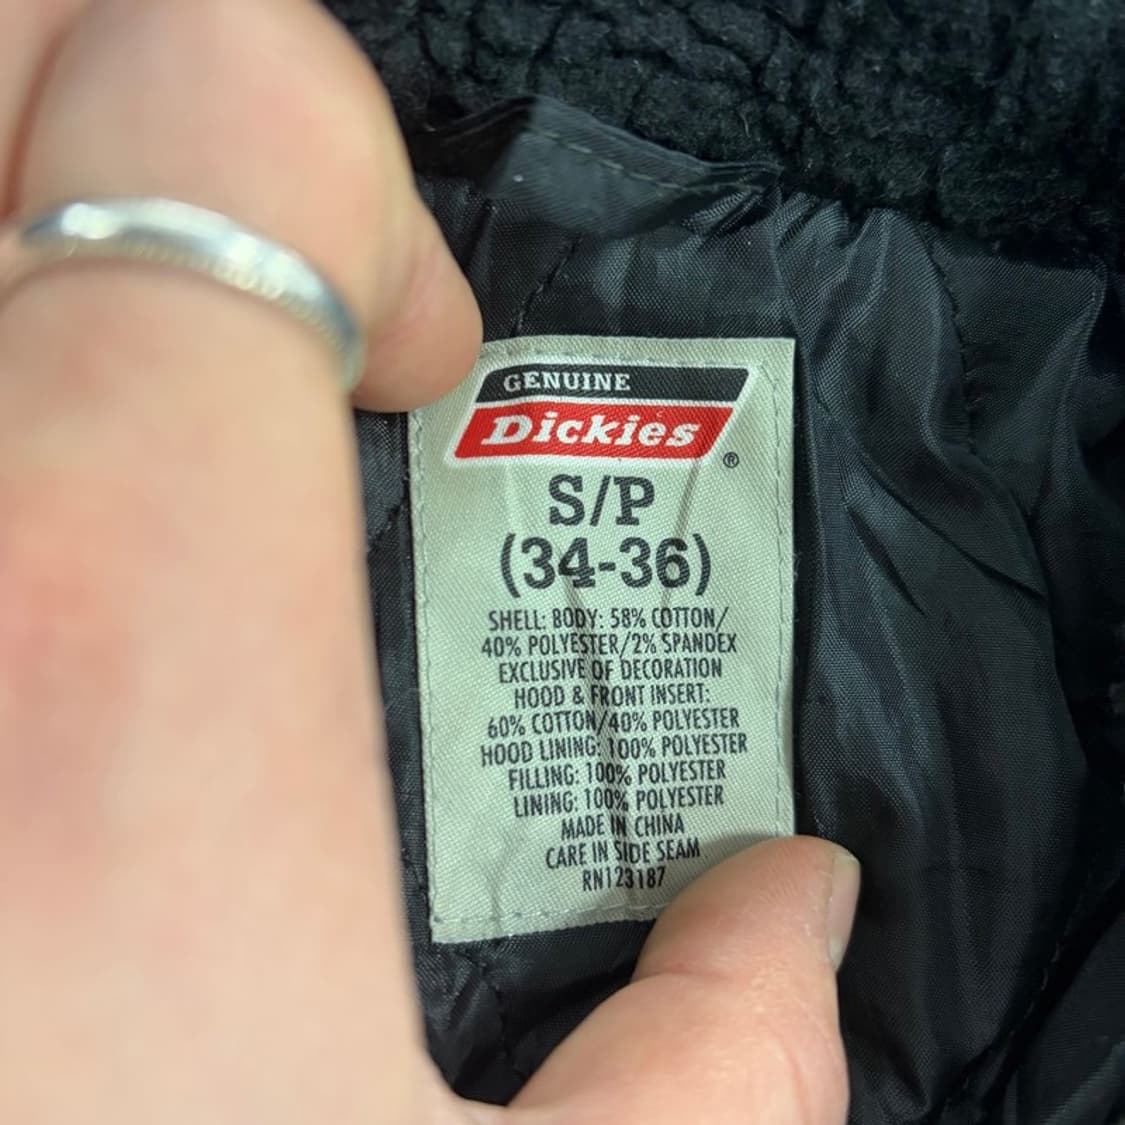 GENUINE
Dickies
®
S/P
(34-36)
SHELL: BODY: 58% COTTON/
40% POLYESTER/2% SPANDEX
EXCLUSIVE OF DECORATION
HOOD & FRONT INSERT:
60% COTTON/40% POLYESTER
HOOD LINING: 100% POLYESTER
FILLING: 100% POLYESTER
LINING: 100% POLYESTER
MADE IN CHINA
CARE IN SIDE SEAM
RN123187